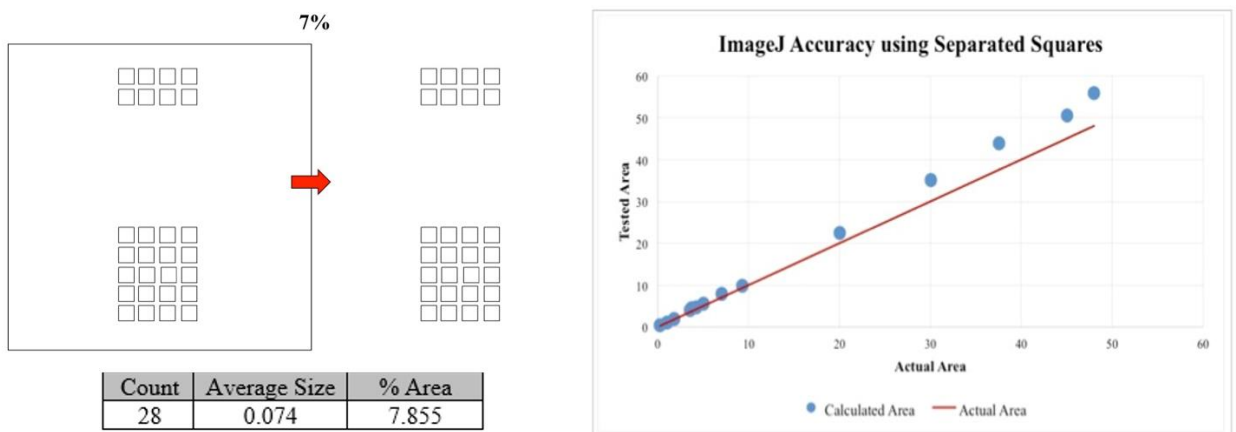 7%
Count Average Size % Area
28 0.074 7.855
ImageJ Accuracy using Separated Squares
60
50
40
30
20
10
0
Tested Area
0 10 20 30 40 50 60
Actual Area
Calculated Area Actual Area